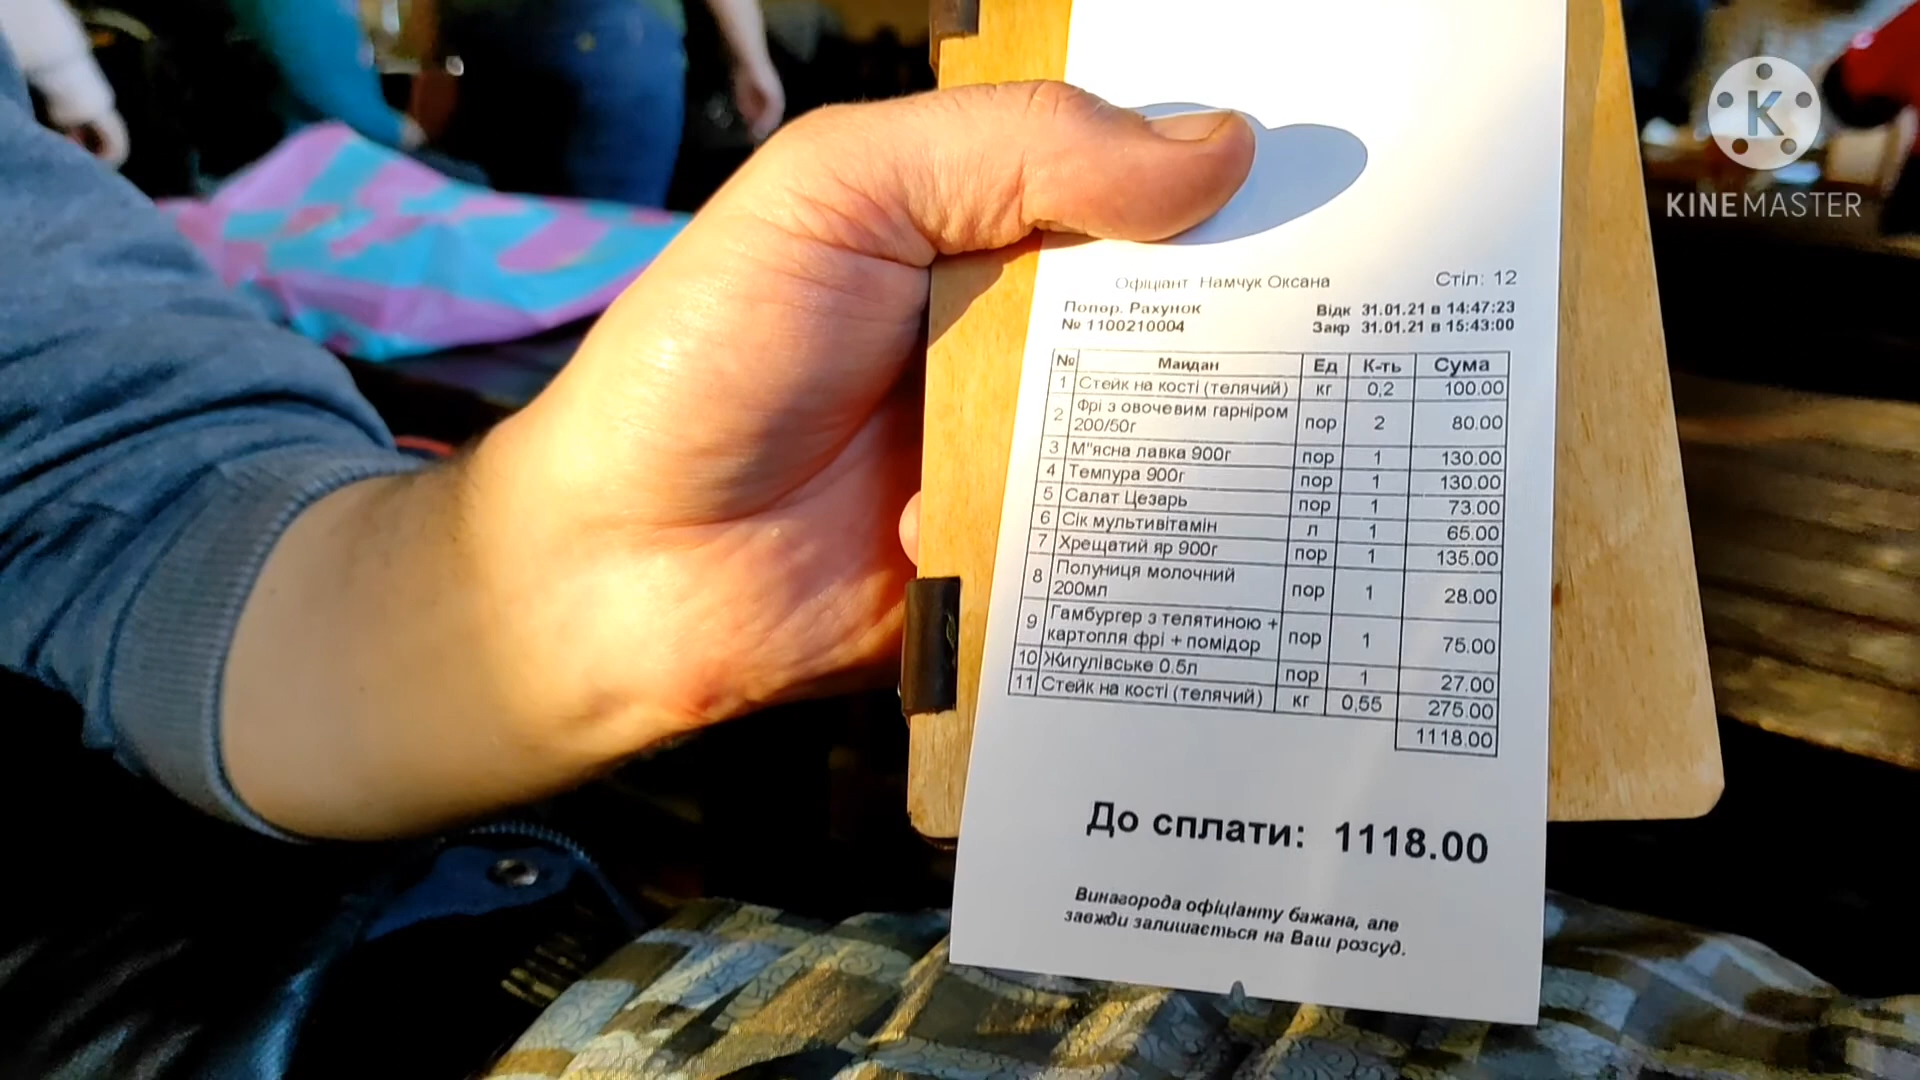 K
KINEMASTER
Офіціант Намчук Оксана Стіл: 12
Попор. Рахунок Відк 31.01.21 в 14:47:23
№ 1100210004 Закр 31.01.21 в 15:43:00
№ Майдан Ед К-ть Сума
1 Стейк на кості (телячий) кг 0,2 100.00
2 Фрі з овочевим гарніром
200/50г пор 2 80.00
3 М"ясна лавка 900г пор 1 130.00
4 Темпура 900г пор 1 130.00
5 Салат Цезарь пор 1 73.00
6 Сік мультивітамін л 1 65.00
7 Хрещатий яр 900г пор 1 135.00
8 Полуниця молочний
200мл пор 1 28.00
9 Гамбургер з телятиною +
картопля фрі + помідор пор 1 75.00
10 Жигулівське 0.5л пор 1 27.00
11 Стейк на кості (телячий) кг 0,55 275.00
1118.00
До сплати: 1118.00
Винагорода офіціанту бажана, але
завжди залишається на Ваш розсуд.